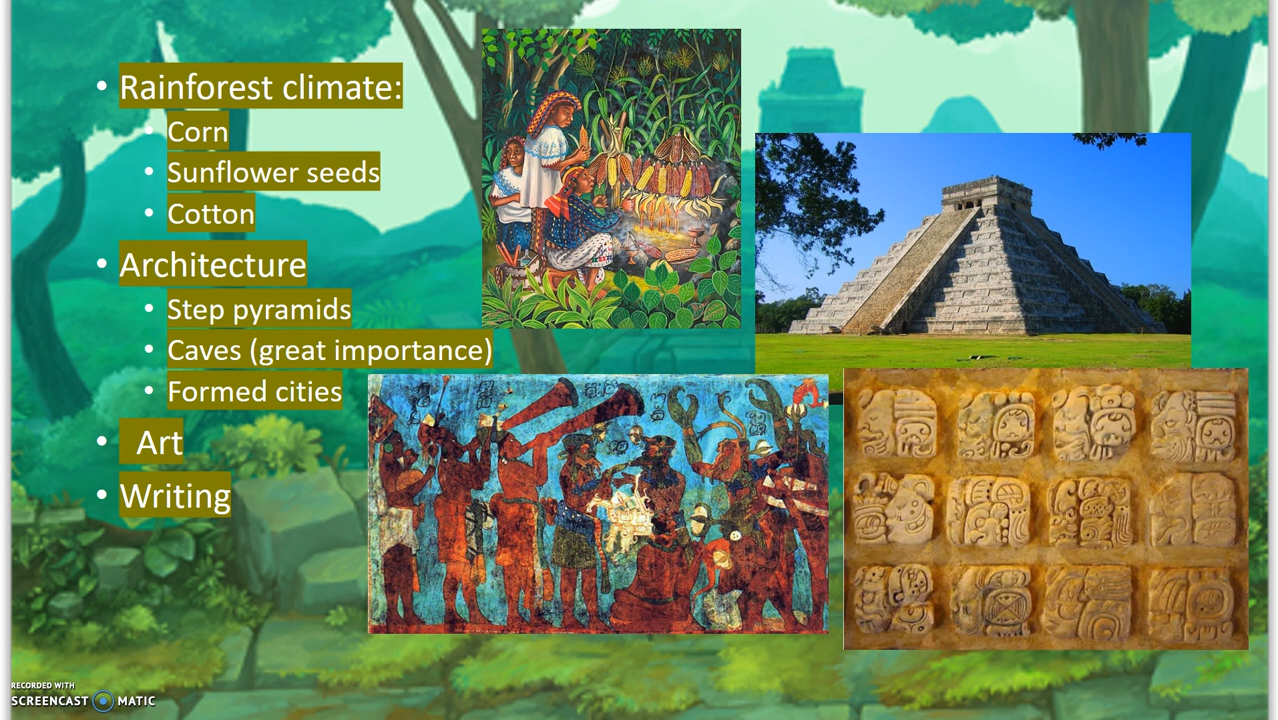 • Rainforest climate:
• Corn
• Sunflower seeds
• Cotton
• Architecture
• Step pyramids
• Caves (great importance)
• Formed cities
• Art
• Writing
RECORDED WITH
SCREENCAST MATIC